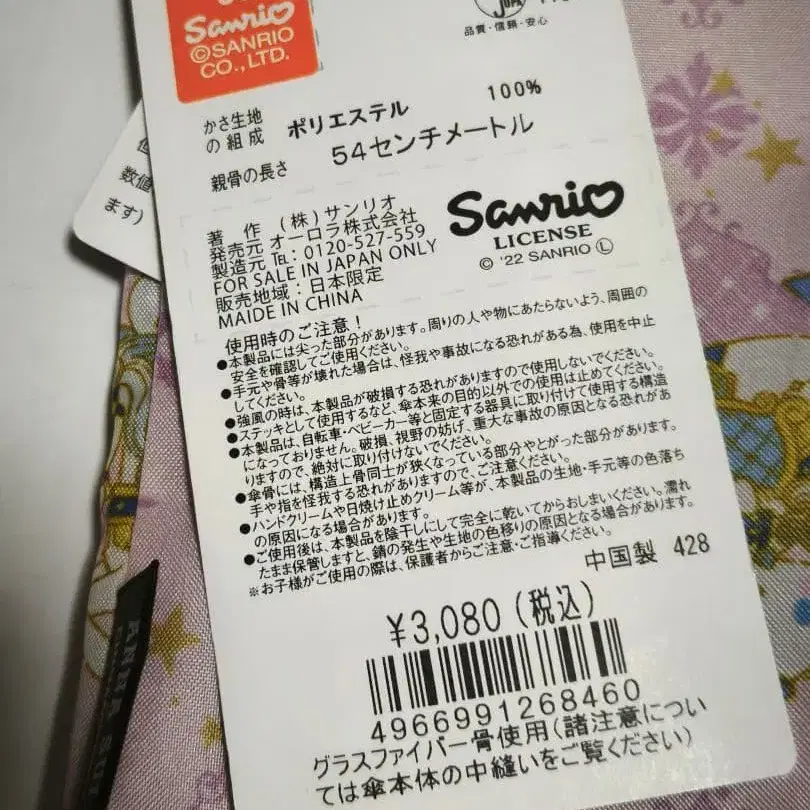 Sanrio
©SANRIO
CO.,LTD.
JUPA
品質・信頼・安心
かさ生地
の組成 ポリエステル 100%
親骨の長さ 54センチメートル
数値
ます)
著 作 (株)サンリオ
発売元 オーロラ株式会社
製造元 ℡: 0120-527-559
FOR SALE IN JAPAN ONLY
販売地域:日本限定
MAIDE IN CHINA
Sanrio
LICENSE
© '22 SANRIO Ⓛ
使用時のご注意!
●本製品には尖った部分があります。周りの人や物にあたらないよう、周囲の
安全を確認してご使用ください。
●手元や骨等が壊れた場合は、怪我や事故になる恐れがある為、使用を中止
してください。
●強風の時は、本製品が破損する恐れがありますので使用しないでください。
●ステッキとして使用するなど、傘本来の目的以外での使用は止めてください。
●本製品は、自転車・ベビーカー等と固定する器具に取り付けて使用する構造
になっておりません。破損、視野の妨げ、重大な事故の原因となる恐れがあ
りますので、絶対に取り付けないでください。
●傘骨には、構造上骨同士が狭くなっている部分やとがった部分があります。
手や指を怪我する恐れがありますので、ご注意ください。
●ハンドクリームや日焼け止めクリーム等が、本製品の生地・手元等の色落ち
の原因になる場合があります。
●ご使用後は、本製品を陰干しにして完全に乾いてからおしまいください。濡れ
たまま保管しますと、錆の発生や生地の色移りの原因となる場合があります。
※お子様がご使用の際は、保護者からご注意・ご指導ください。
中国製 428
¥3,080(税込)
4966991268460
グラスファイバー骨使用(諸注意につい
ては傘本体の中縫いをご覧ください)
ANNA SUI